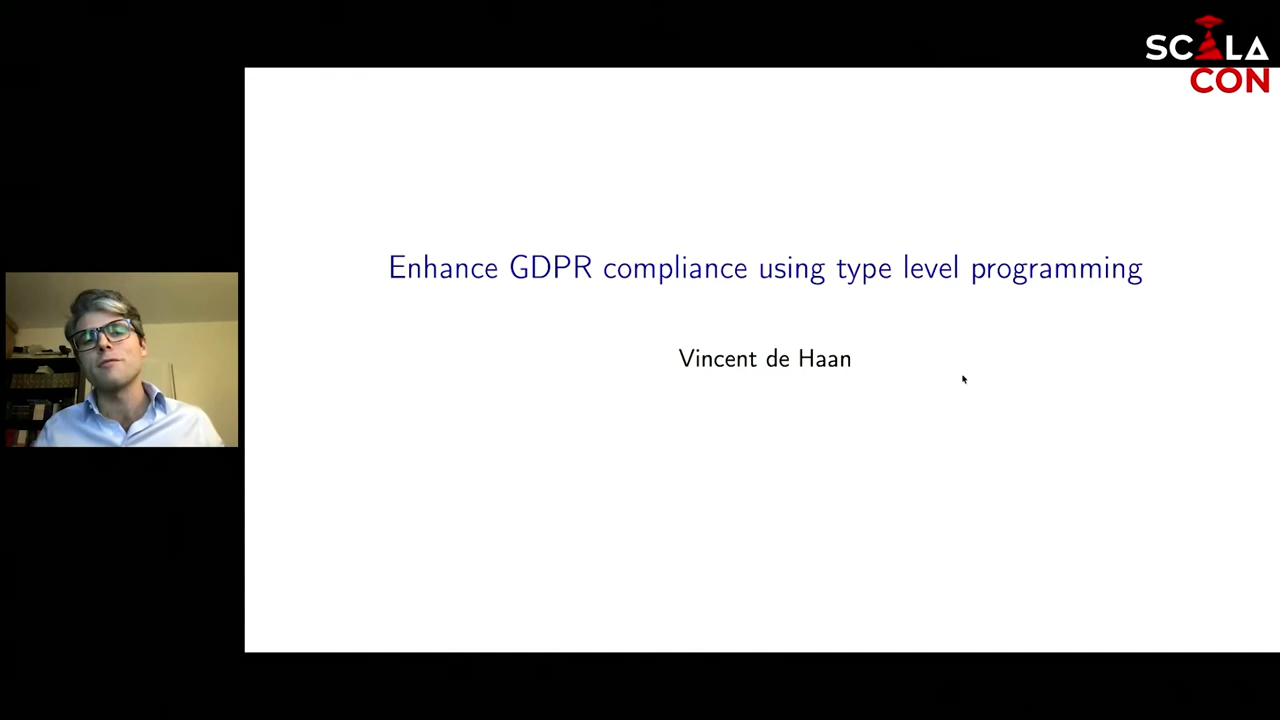 SCALA
CON
Enhance GDPR compliance using type level programming
Vincent de Haan